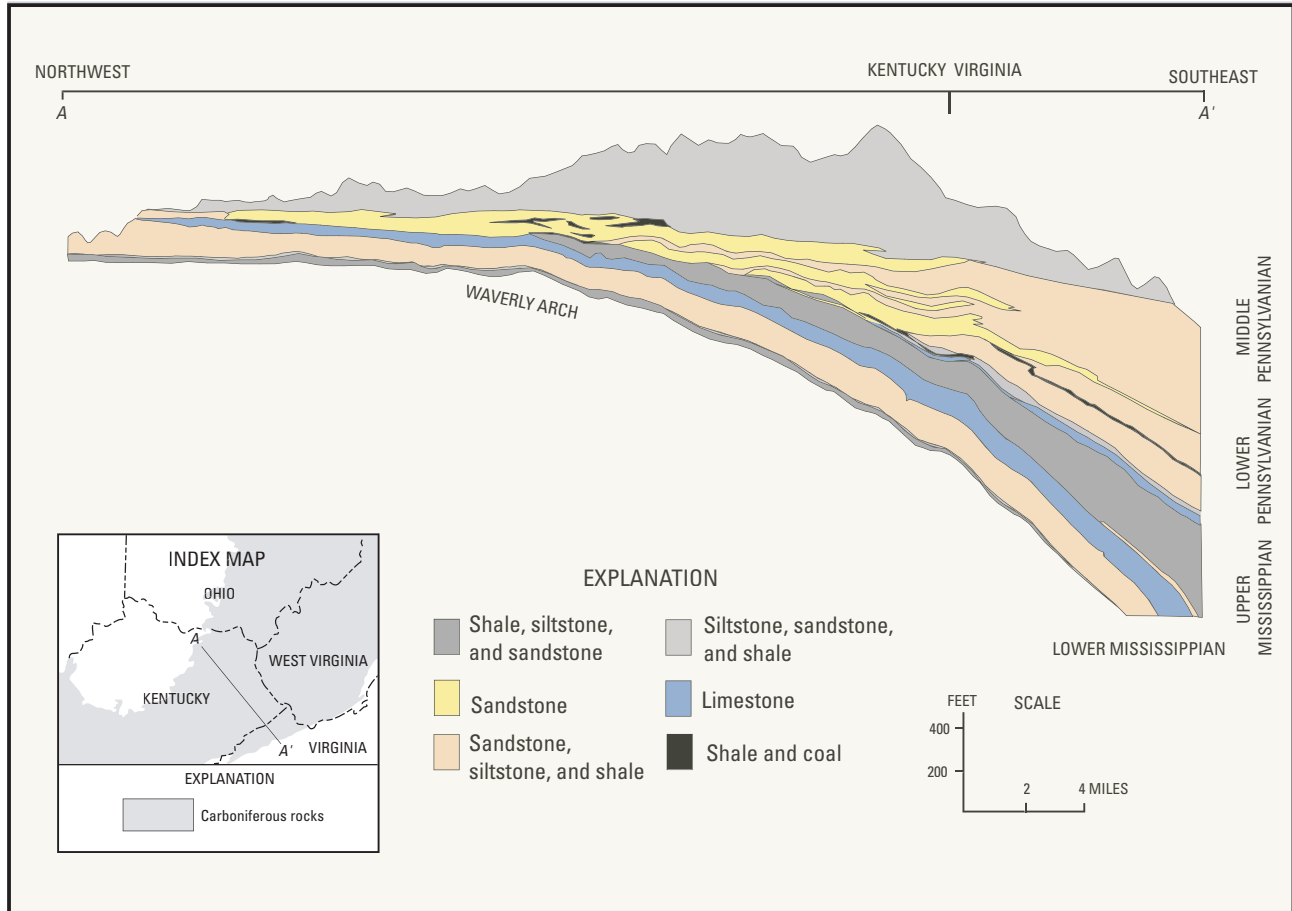 NORTHWEST
KENTUCKY VIRGINIA
SOUTHEAST
A
A'
WAVERLY ARCH
MIDDLE
PENNSYLVANIAN
LOWER
PENNSYLVANIAN
UPPER
MISSISSIPPIAN
LOWER MISSISSIPPIAN
INDEX MAP
OHIO
A
WEST VIRGINIA
KENTUCKY
A'
VIRGINIA
EXPLANATION
Carboniferous rocks
EXPLANATION
Shale, siltstone,
and sandstone
Sandstone
Sandstone,
siltstone, and shale
Siltstone, sandstone,
and shale
Limestone
Shale and coal
FEET
SCALE
400
200
2
4 MILES